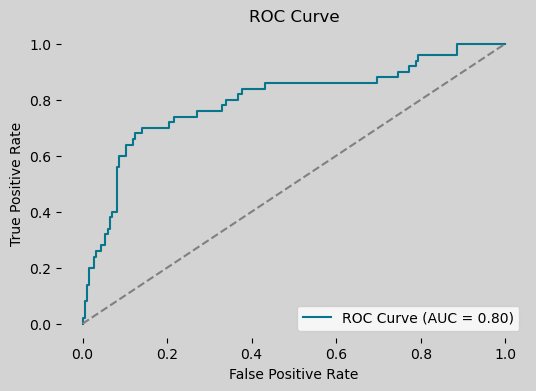 ROC Curve
1.0
0.8
0.6
0.4
0.2
0.0
True Positive Rate
ROC Curve (AUC = 0.80)
0.0 0.2 0.4 0.6 0.8 1.0
False Positive Rate